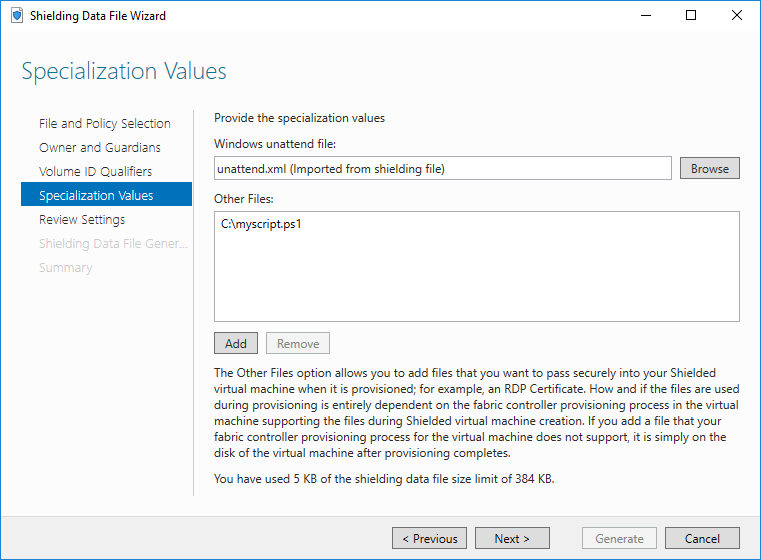 Shielding Data File Wizard
Specialization Values
File and Policy Selection
Owner and Guardians
Volume ID Qualifiers
Specialization Values
Review Settings
Shielding Data File Gener...
Summary
Provide the specialization values
Windows unattend file:
unattend.xml (Imported from shielding file)
Browse
Other Files:
C:\myscript.ps1
Add
Remove
The Other Files option allows you to add files that you want to pass securely into your Shielded
virtual machine when it is provisioned; for example, an RDP Certificate. How and if the files are used
during provisioning is entirely dependent on the fabric controller provisioning process in the virtual
machine supporting the files during Shielded virtual machine creation. If you add a file that your
fabric controller provisioning process for the virtual machine does not support, it is simply on the
disk of the virtual machine after provisioning completes.
You have used 5 KB of the shielding data file size limit of 384 KB.
< Previous
Next >
Generate
Cancel